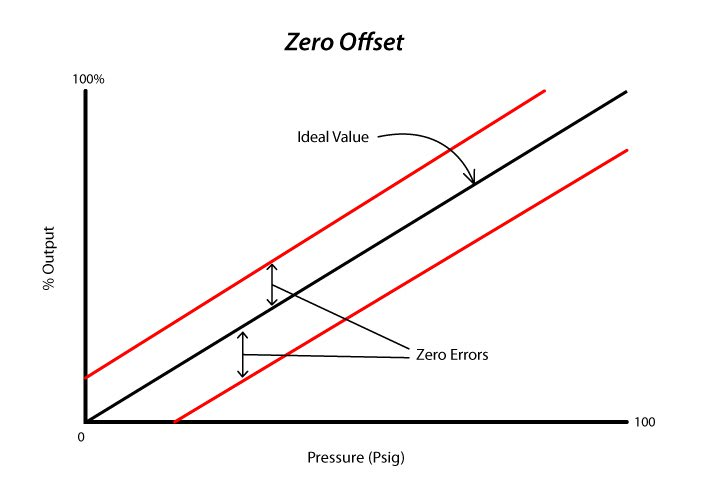 Zero Offset
100%
Ideal Value
% Output
Zero Errors
0
100
Pressure (Psig)